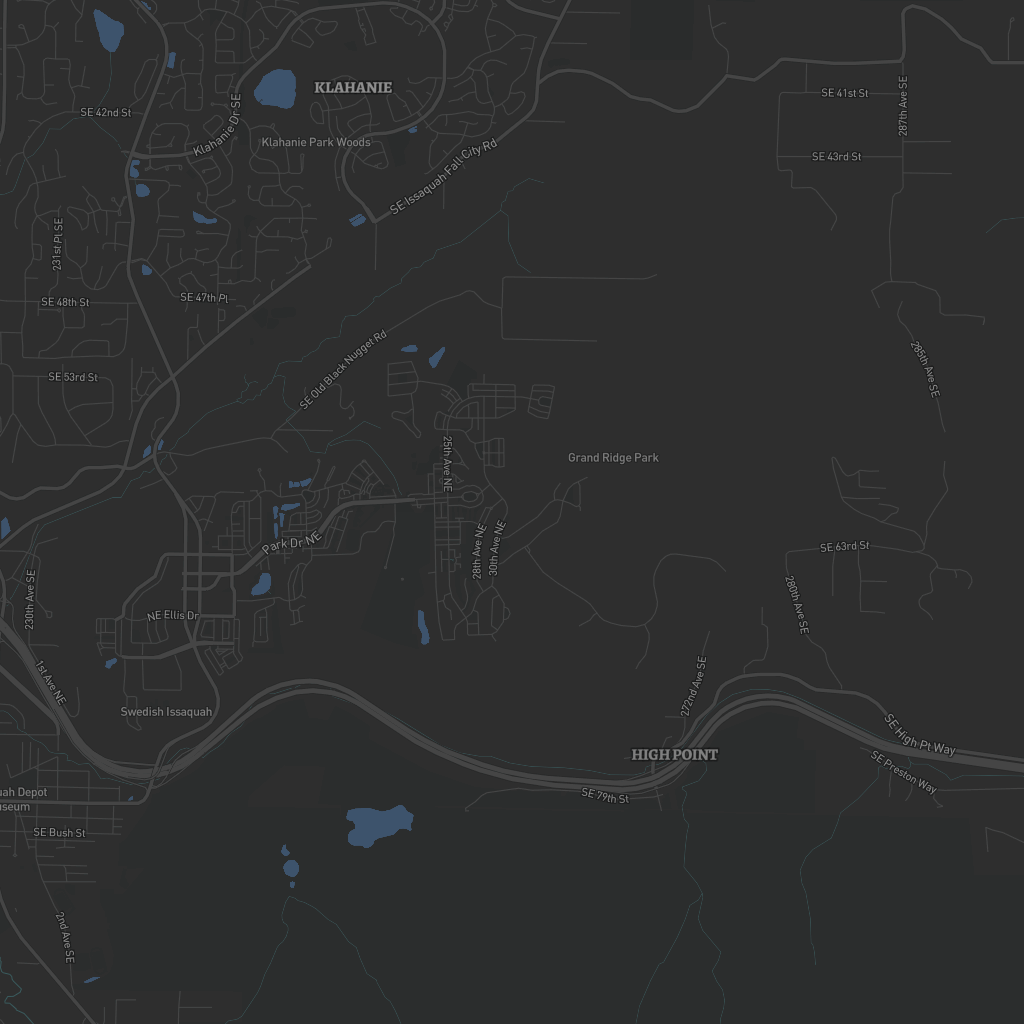 KLAHANIE
SE 41st St
287th Ave SE
SE 42nd St
Klahanie Dr SE
Klahanie Park Woods
SE 43rd St
SE Issaquah Fall City Rd
231st Pl SE
SE 48th St
SE 47th Pl
SE Old Black Nugget Rd
285th Ave SE
SE 53rd St
25th Ave NE
Grand Ridge Park
Park Dr NE
28th Ave NE
30th Ave NE
SE 63rd St
230th Ave SE
280th Ave SE
NE Ellis Dr
1st Ave NE
272nd Ave SE
Swedish Issaquah
SE High Pt Way
HIGH POINT
SE Preston Way
uah Depot
useum
SE 79th St
SE Bush St
2nd Ave SE